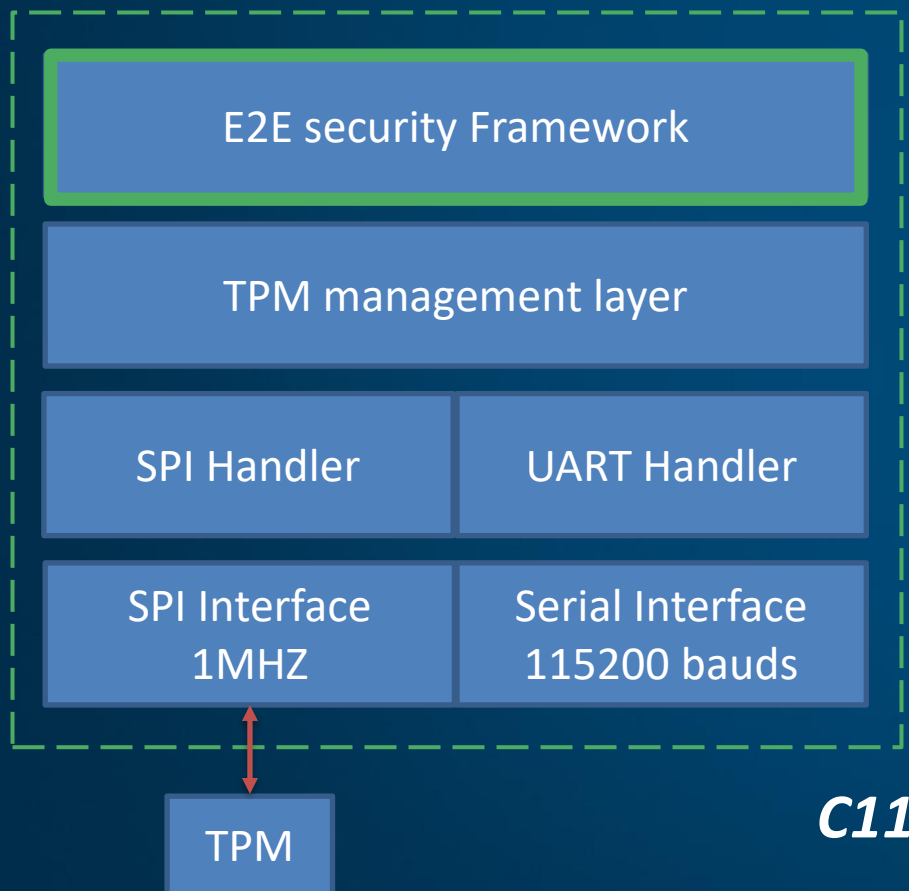 E2E security Framework
TPM management layer
SPI Handler
UART Handler
SPI Interface
1MHZ
Serial Interface
115200 bauds
C11
TPM